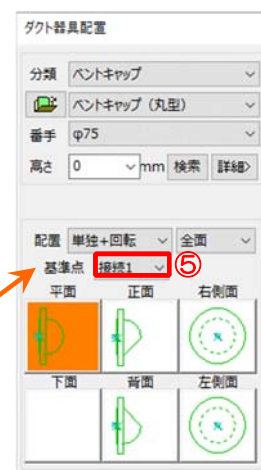 ダクト器具配置
分類 ベントキャップ
ベントキャップ（丸型）
番手 φ75
高さ 0 mm 検索 詳細>
配置 単独+回転 全面
基準点 接続1 ⑤
平面 正面 右側面
下面 背面 左側面